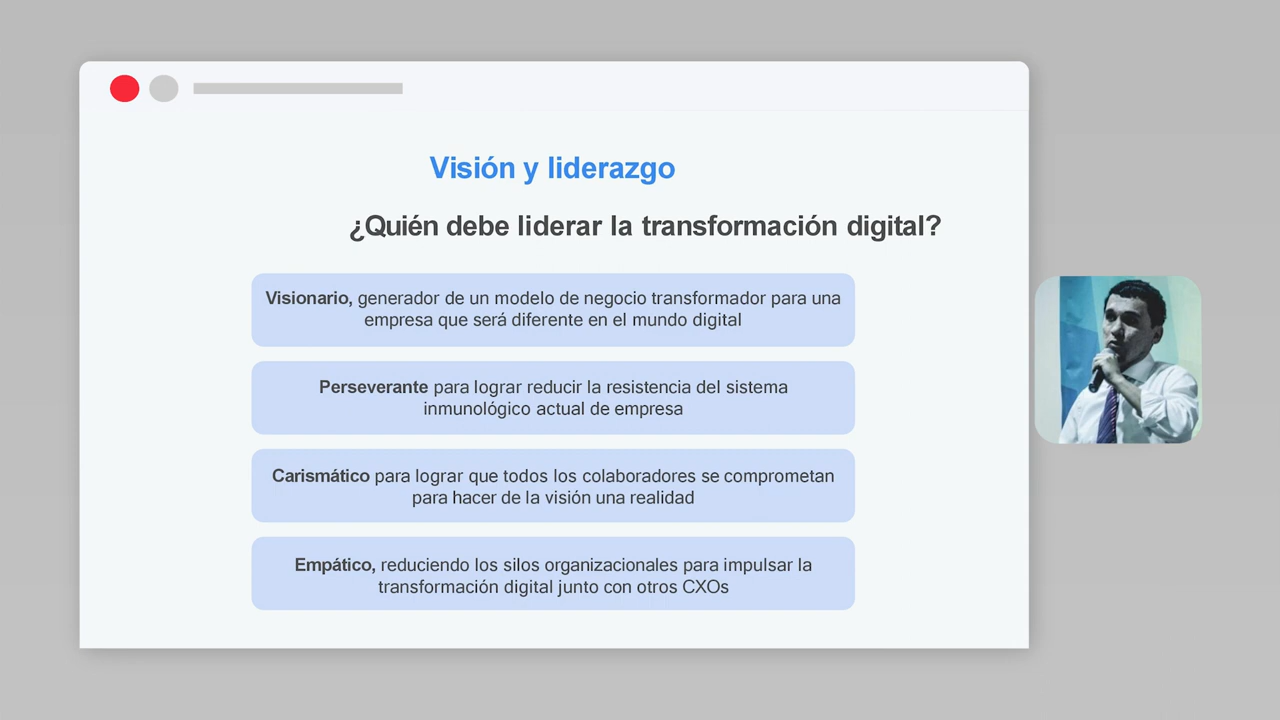 Visión y liderazgo
¿Quién debe liderar la transformación digital?
Visionario, generador de un modelo de negocio transformador para una
empresa que será diferente en el mundo digital
Perseverante para lograr reducir la resistencia del sistema
inmunológico actual de empresa
Carismático para lograr que todos los colaboradores se comprometan
para hacer de la visión una realidad
Empático, reduciendo los silos organizacionales para impulsar la
transformación digital junto con otros CXOs